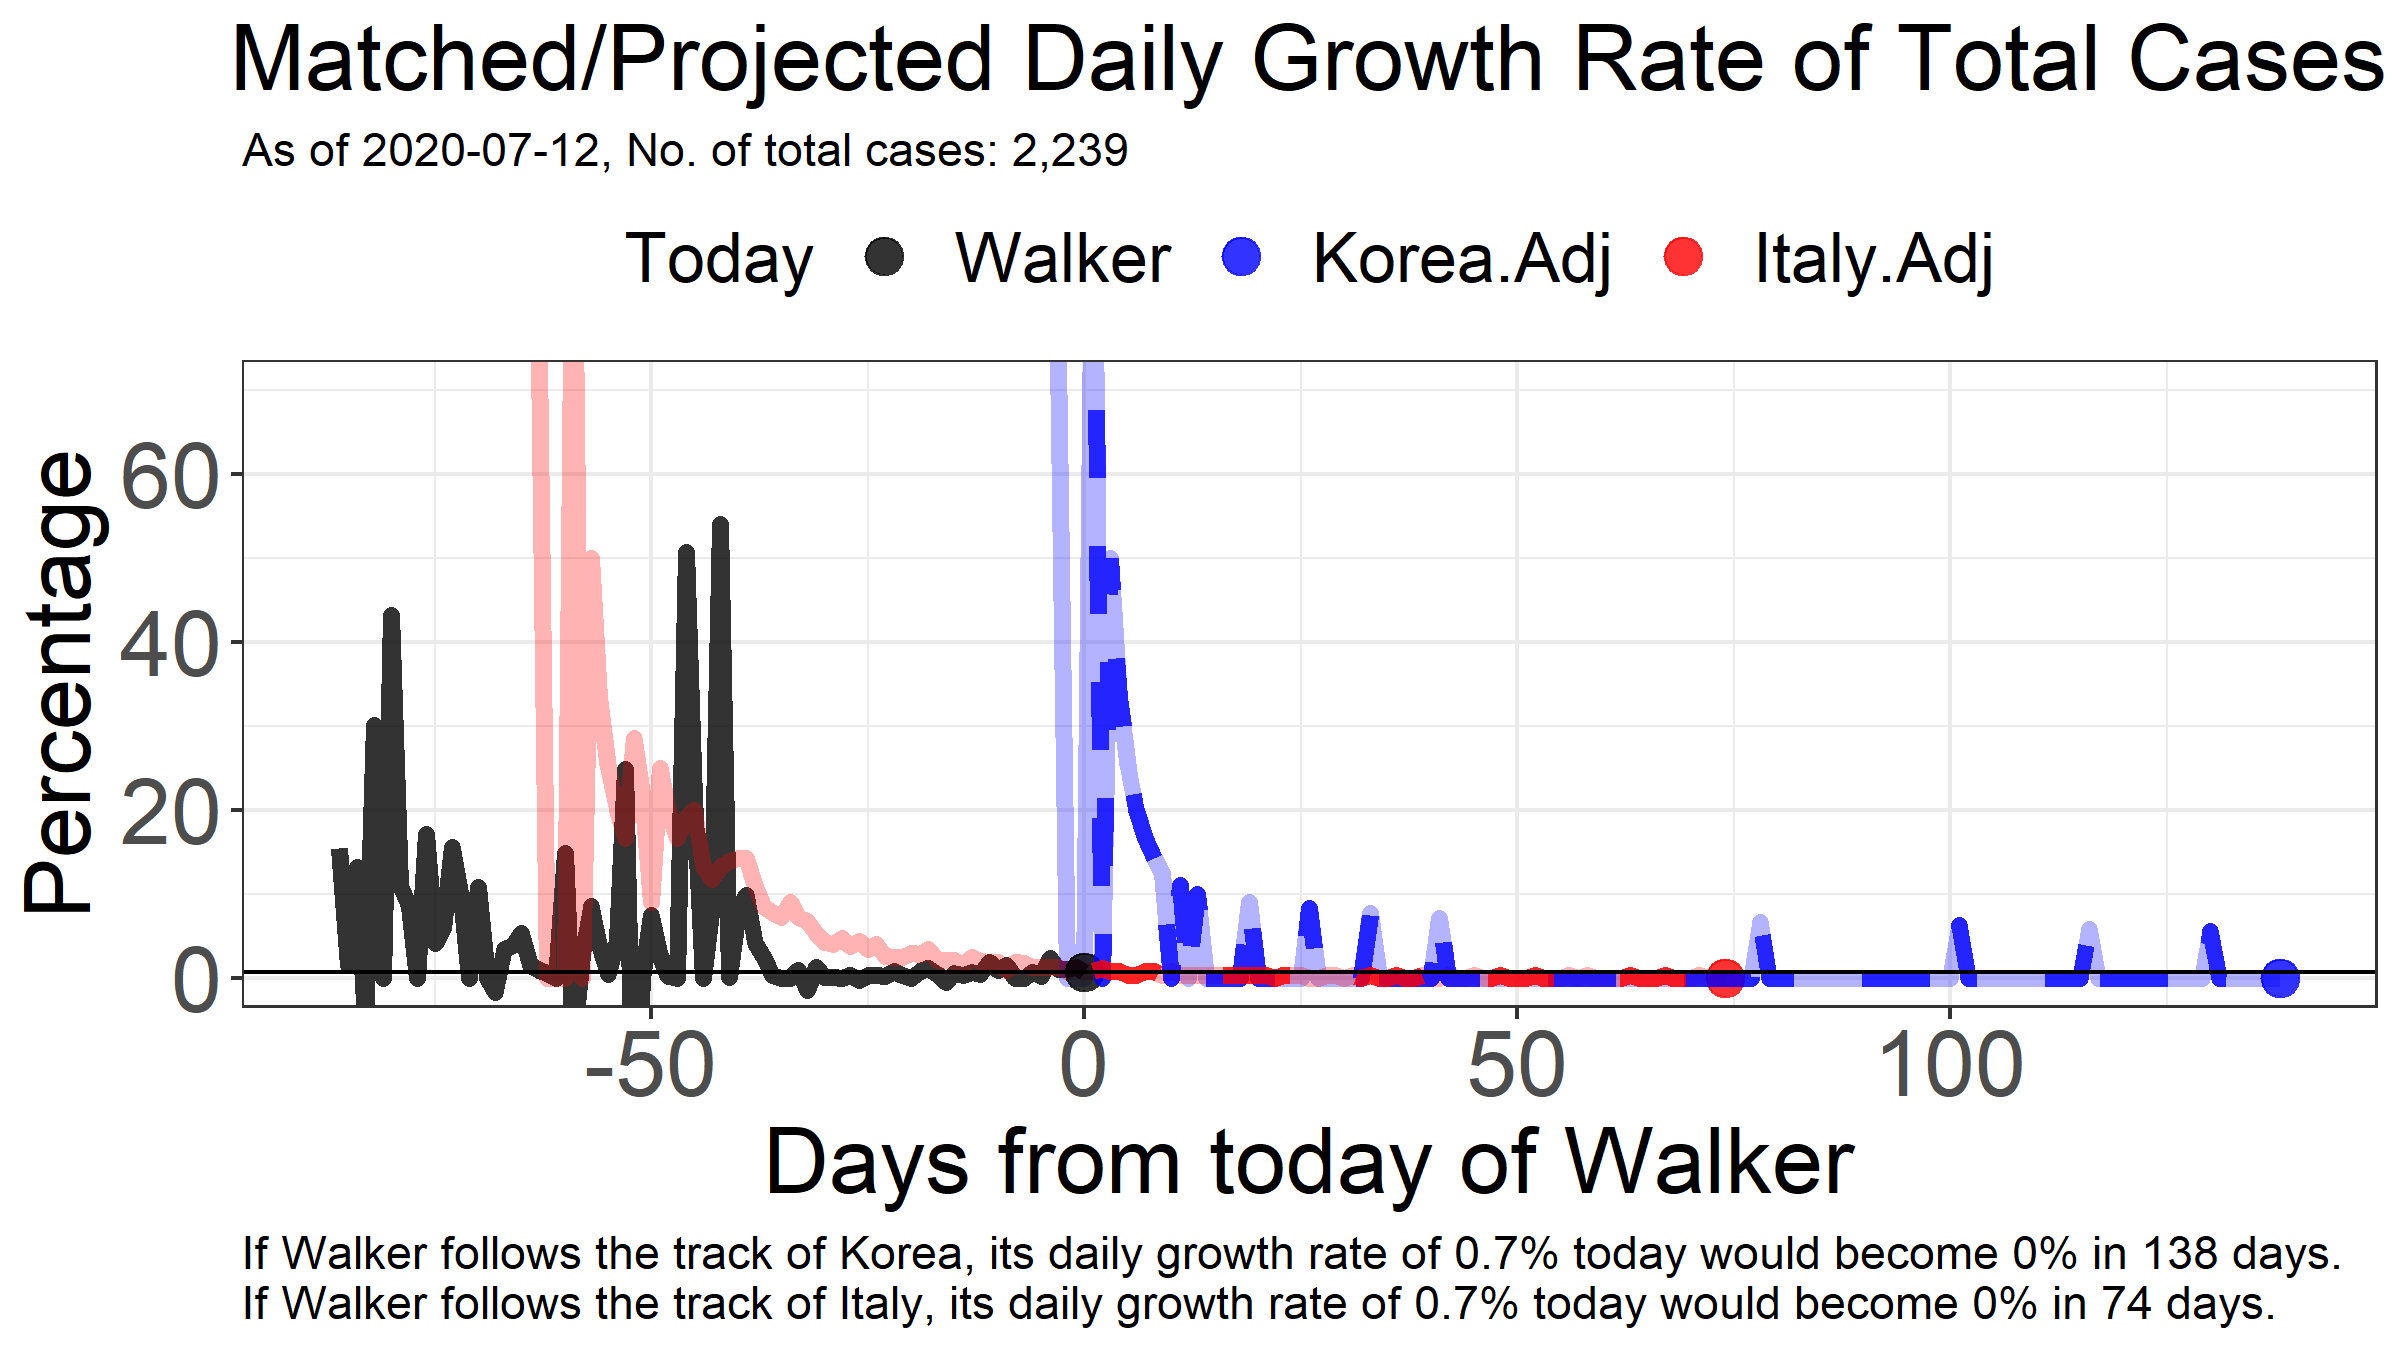 Matched/Projected Daily Growth Rate of Total Cases
As of 2020-07-12, No. of total cases: 2,239
Today Walker Korea.Adj Italy.Adj
Percentage
60
40
20
0
-50 0 50 100
Days from today of Walker
If Walker follows the track of Korea, its daily growth rate of 0.7% today would become 0% in 138 days.
If Walker follows the track of Italy, its daily growth rate of 0.7% today would become 0% in 74 days.